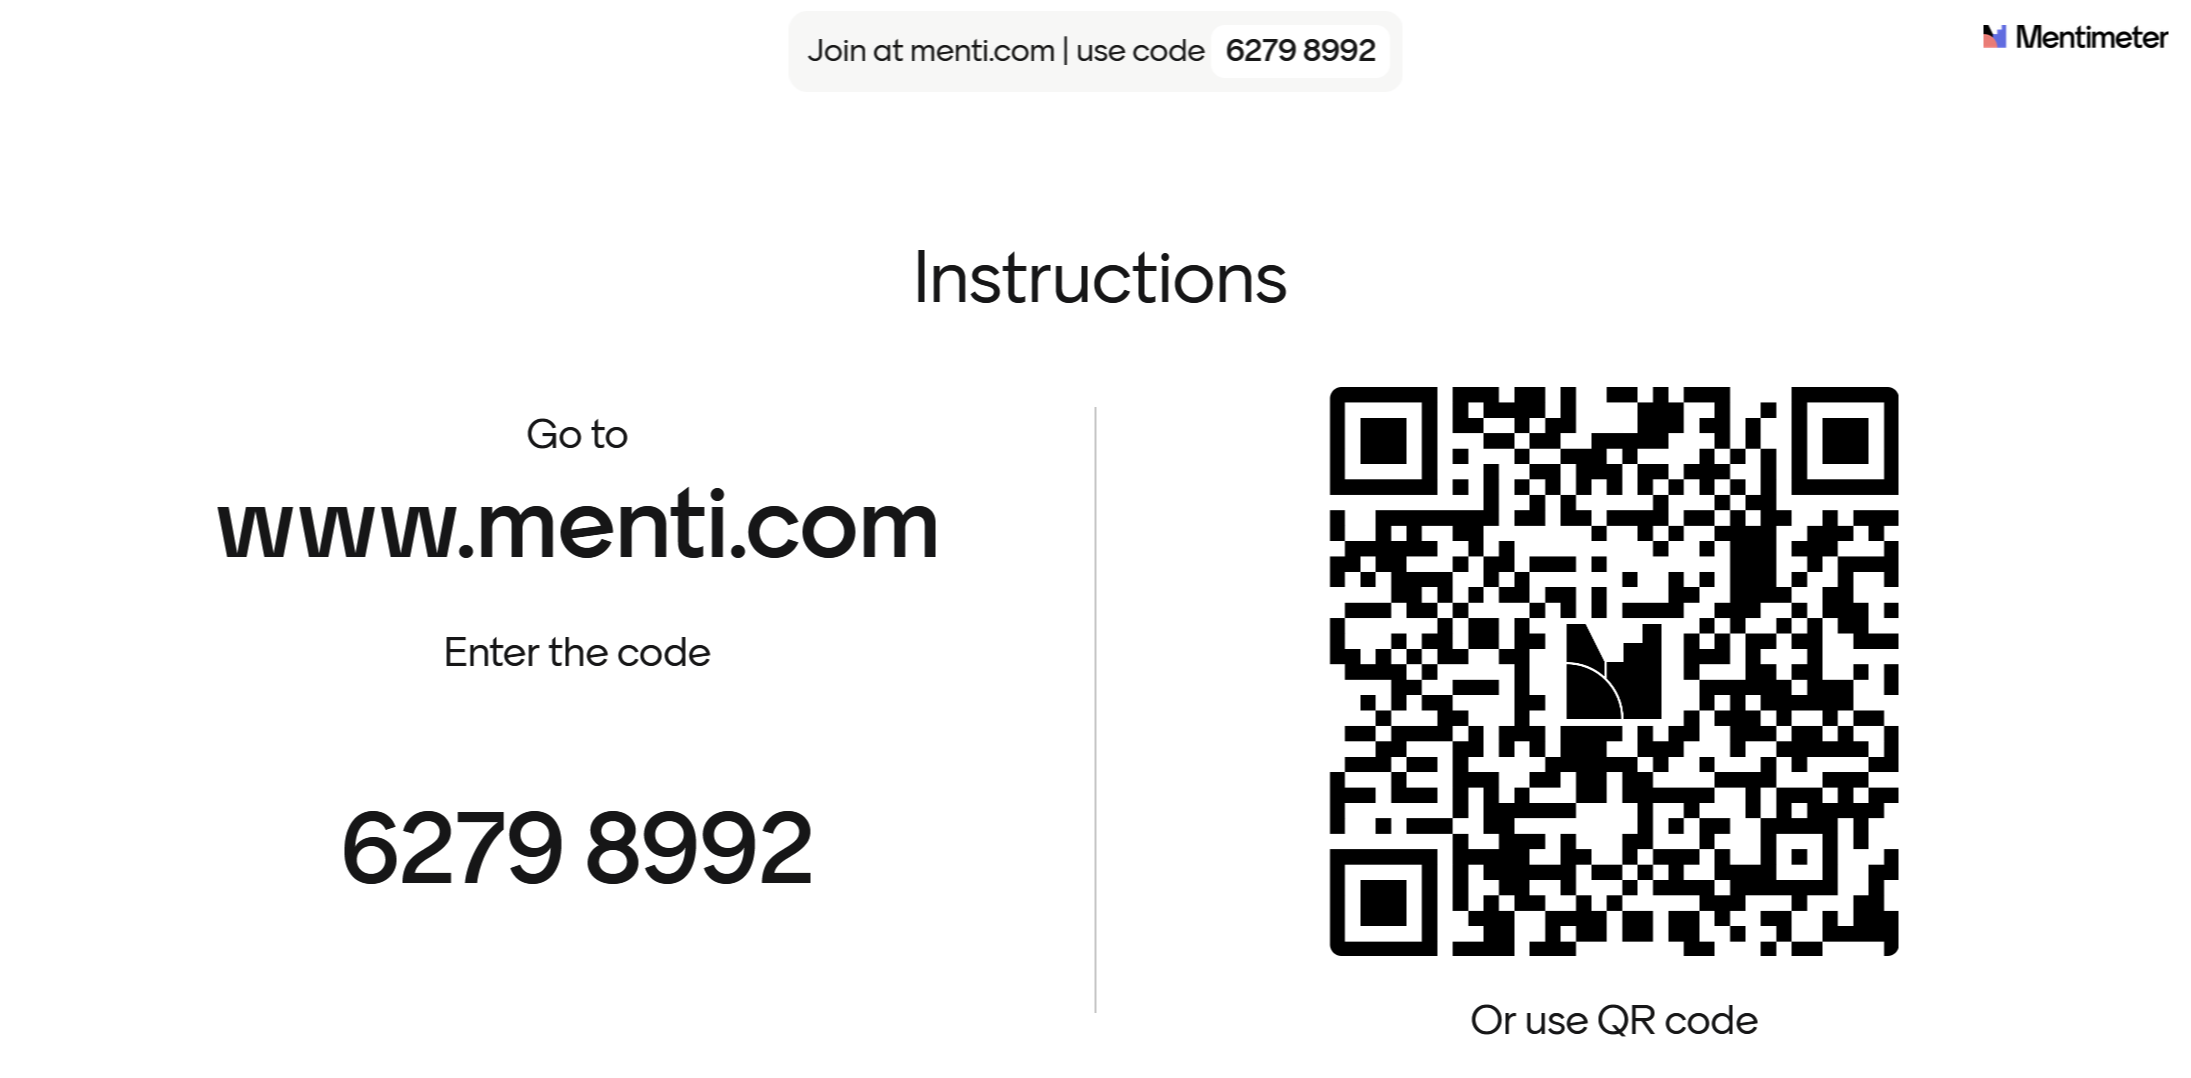 Join at menti.com | use code 6279 8992
Mentimeter
Instructions
Go to
www.menti.com
Enter the code
6279 8992
Or use QR code